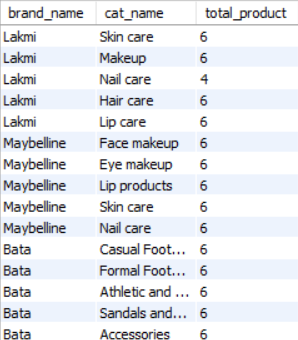 brand_name cat_name total_product
Lakmi Skin care 6
Lakmi Makeup 6
Lakmi Nail care 4
Lakmi Hair care 6
Lakmi Lip care 6
Maybelline Face makeup 6
Maybelline Eye makeup 6
Maybelline Lip products 6
Maybelline Skin care 6
Maybelline Nail care 6
Bata Casual Foot... 6
Bata Formal Foot... 6
Bata Athletic and ... 6
Bata Sandals and... 6
Bata Accessories 6